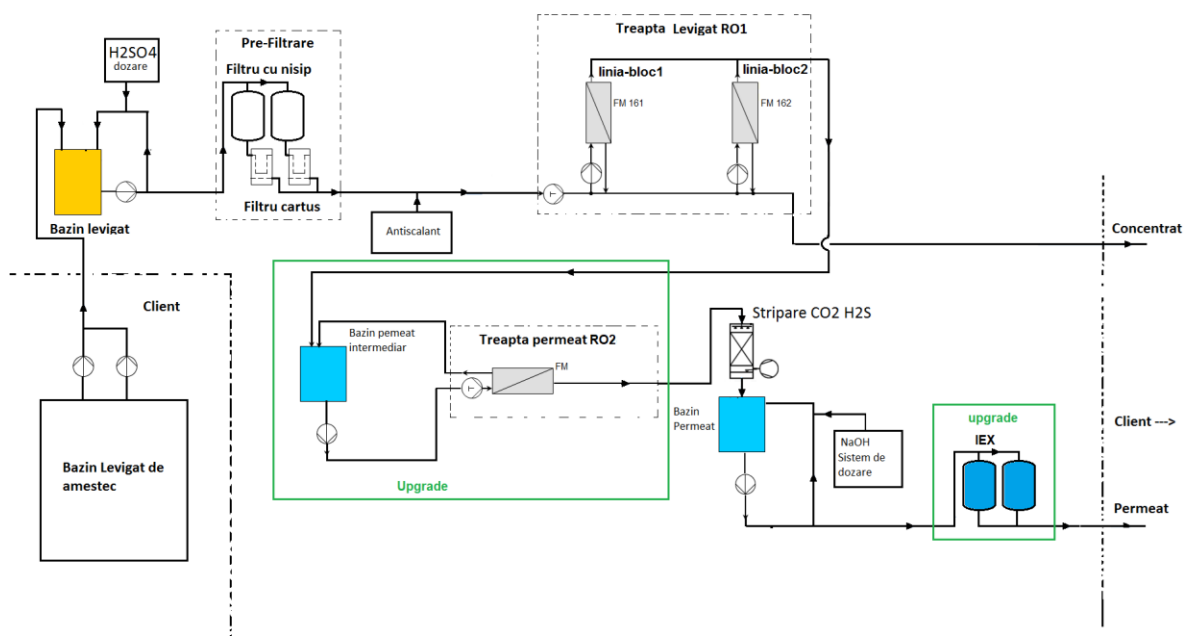 H2SO4
dozare
Pre-Filtrare
Filtru cu nisip
Filtru cartus
Bazin levigat
Antiscalant
Treapta Levigat RO1
linia-bloc1
linia-bloc2
FM 161
FM 162
Concentrat
Client
Bazin Levigat de
amestec
Bazin pemeat
intermediar
Treapta permeat RO2
FM
Upgrade
Stripare CO2 H2S
Bazin
Permeat
NaOH
Sistem de
dozare
upgrade
IEX
Client --->
Permeat